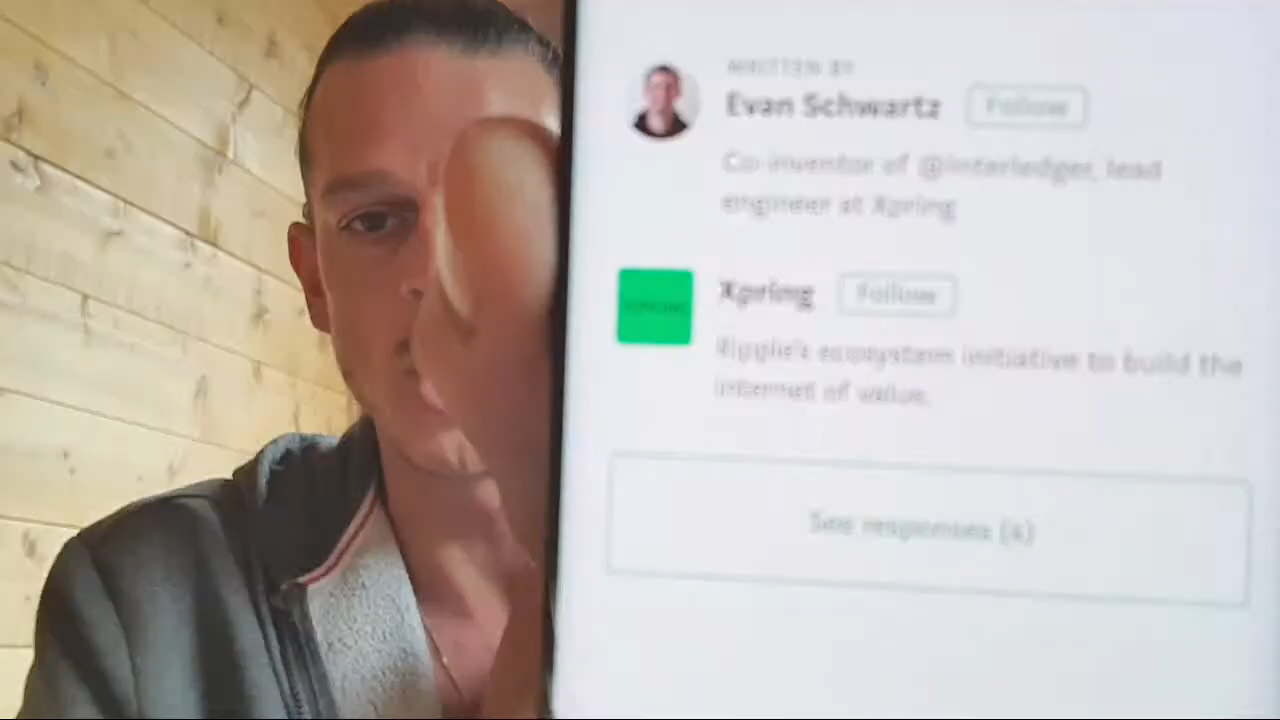 WRITTEN BY
Evan Schwartz Follow
Co-inventor of @Interledger, lead
engineer at Xpring
Xpring Follow
Ripple's ecosystem initiative to build the
internet of value.
See responses (4)